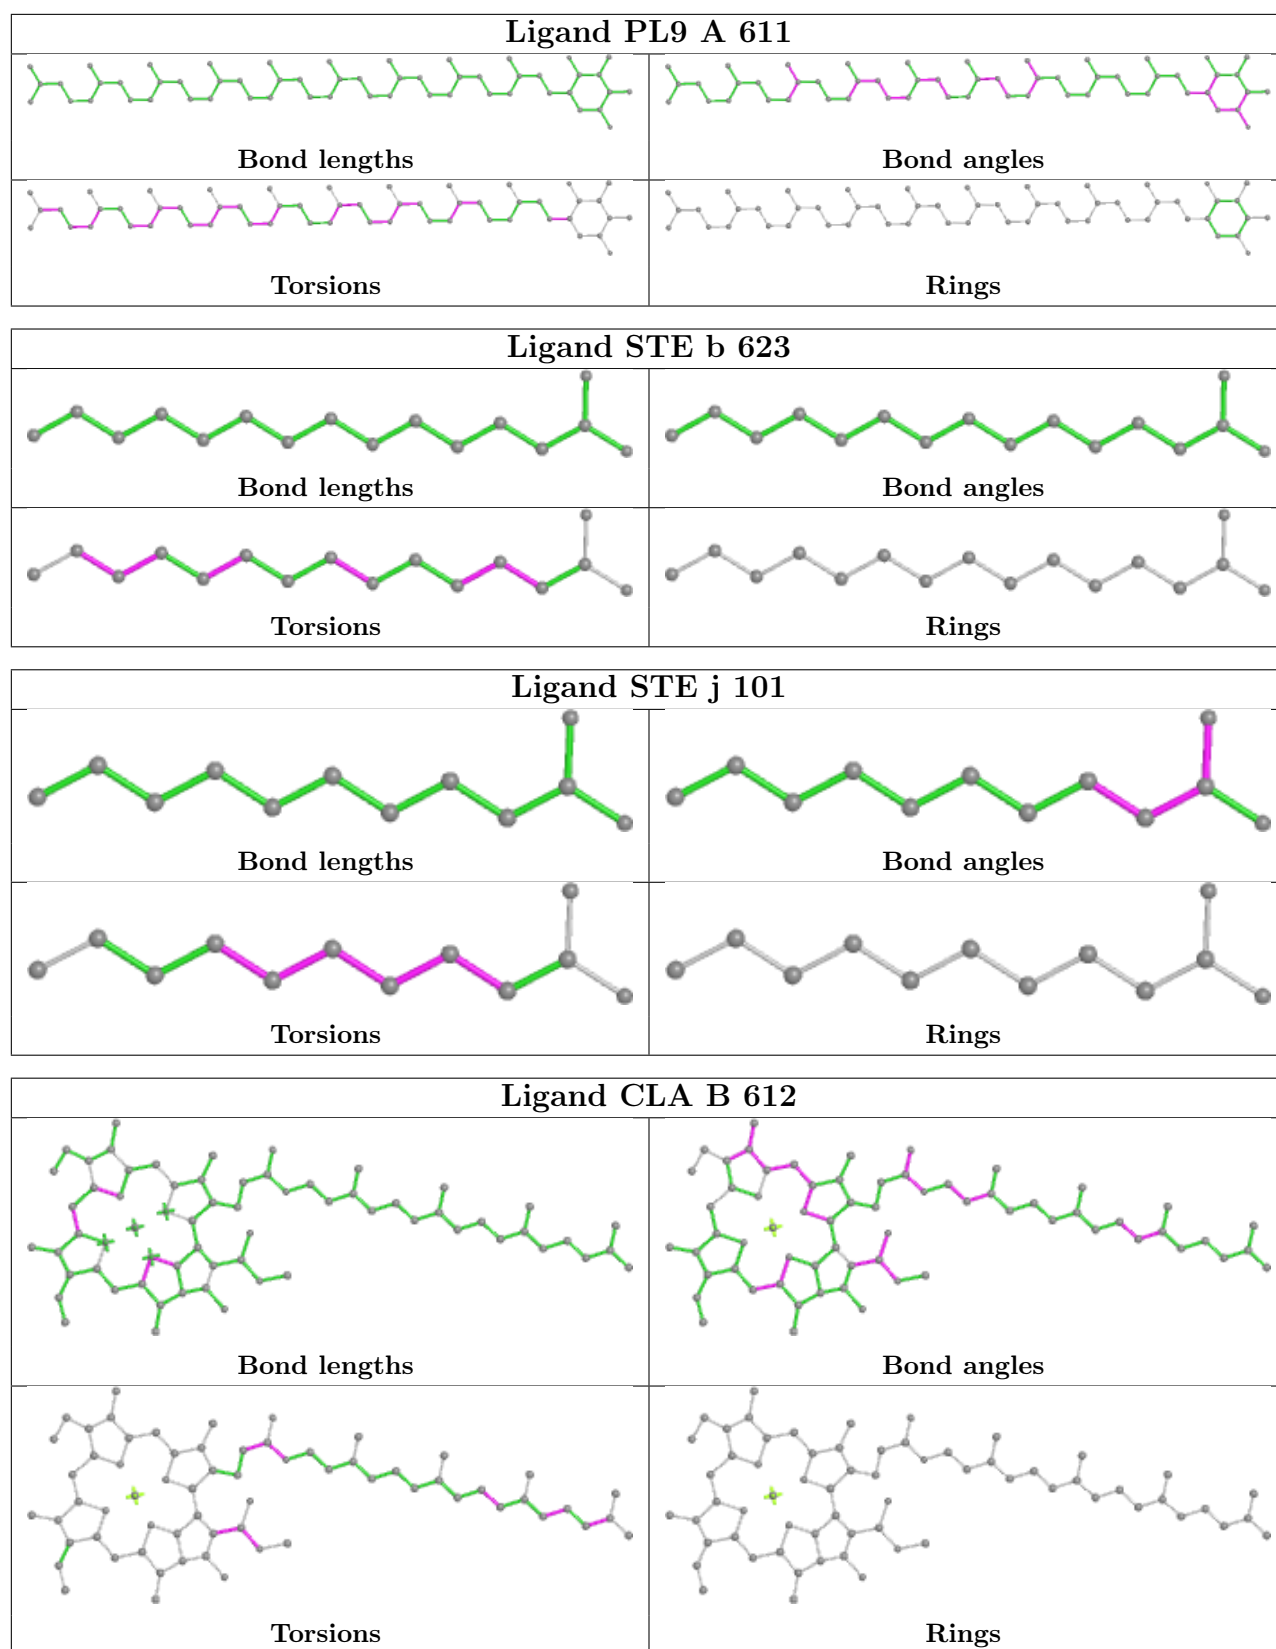 Ligand PL9 A 611
Bond lengths
Bond angles
Torsions
Rings
Ligand STE b 623
Bond lengths
Bond angles
Torsions
Rings
Ligand STE j 101
Bond lengths
Bond angles
Torsions
Rings
Ligand CLA B 612
Bond lengths
Bond angles
Torsions
Rings